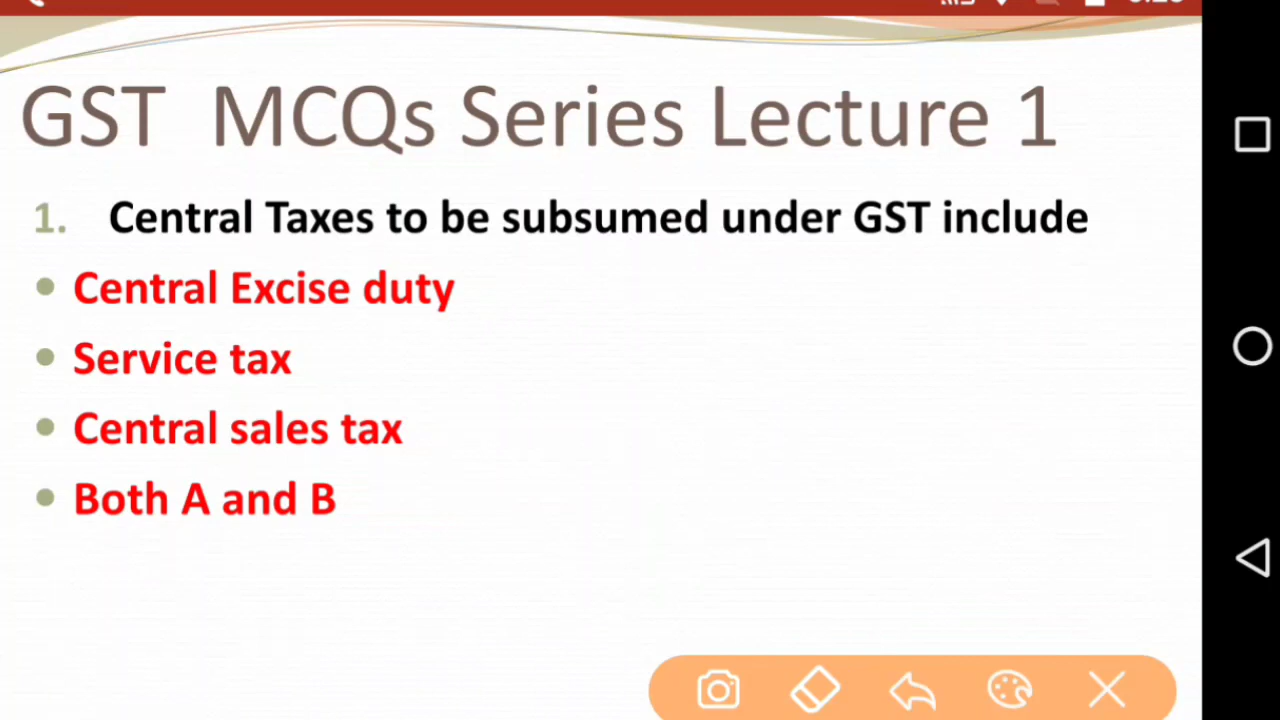 GST MCQs Series Lecture 1
1. Central Taxes to be subsumed under GST include
• Central Excise duty
• Service tax
• Central sales tax
• Both A and B